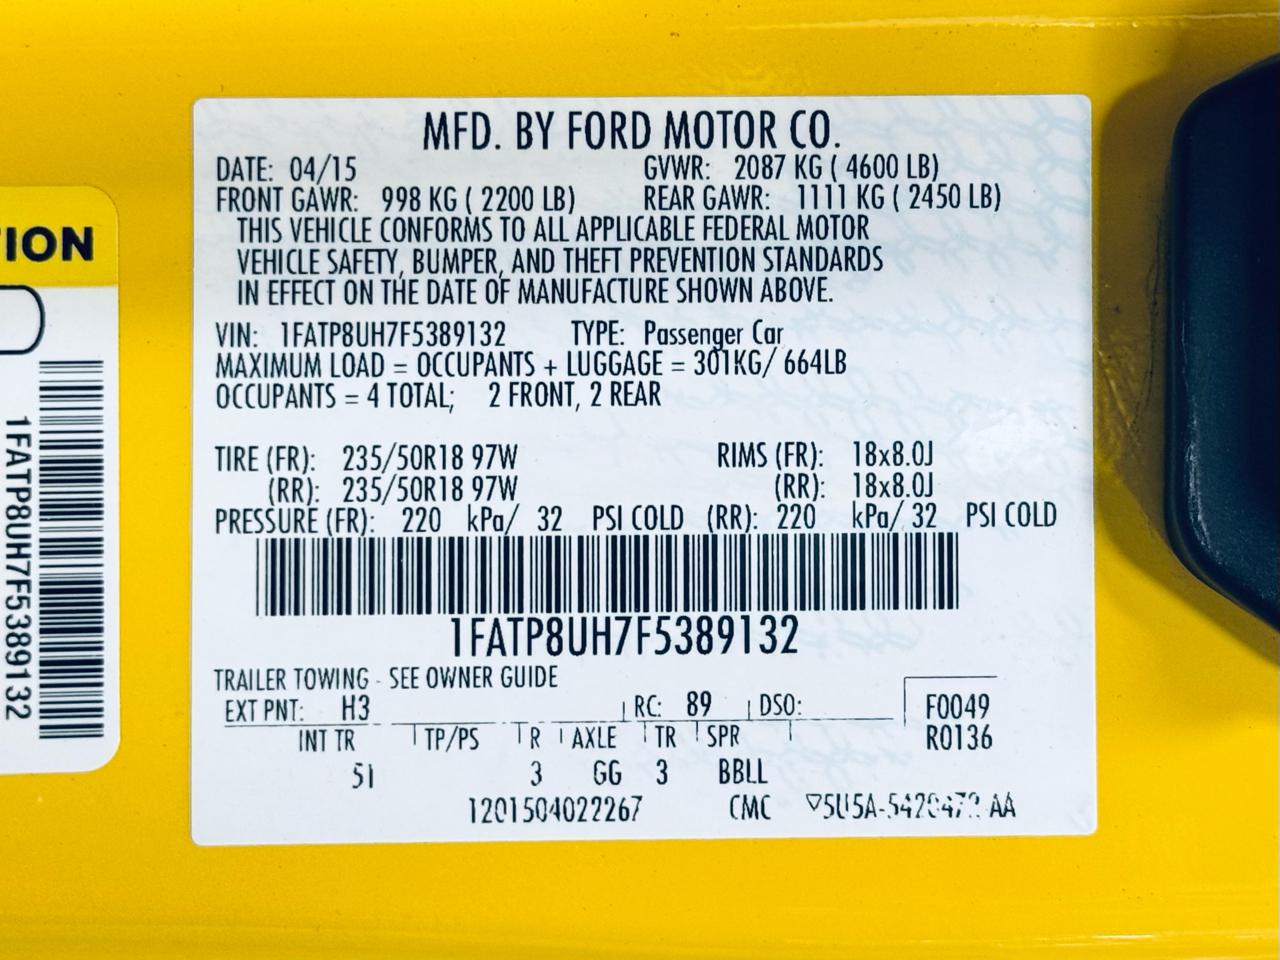 MFD. BY FORD MOTOR CO.
DATE: 04/15 GVWR: 2087 KG ( 4600 LB)
FRONT GAWR: 998 KG ( 2200 LB) REAR GAWR: 1111 KG ( 2450 LB)
THIS VEHICLE CONFORMS TO ALL APPLICABLE FEDERAL MOTOR
VEHICLE SAFETY, BUMPER, AND THEFT PREVENTION STANDARDS
IN EFFECT ON THE DATE OF MANUFACTURE SHOWN ABOVE.
VIN: 1FATP8UH7F5389132 TYPE: Passenger Car
MAXIMUM LOAD = OCCUPANTS + LUGGAGE = 301KG/ 664LB
OCCUPANTS = 4 TOTAL; 2 FRONT, 2 REAR
TIRE (FR): 235/50R18 97W RIMS (FR): 18x8.0J
(RR): 235/50R18 97W (RR): 18x8.0J
PRESSURE (FR): 220 kPa/ 32 PSI COLD (RR): 220 kPa/ 32 PSI COLD
1FATP8UH7F5389132
TRAILER TOWING - SEE OWNER GUIDE
EXT PNT: H3 RC: 89 DSO: F0049
INT TR TP/PS R AXLE TR SPR R0136
51 3 GG 3 BBLL
1201504022267 CMC
TION
1FATP8UH7F5389132